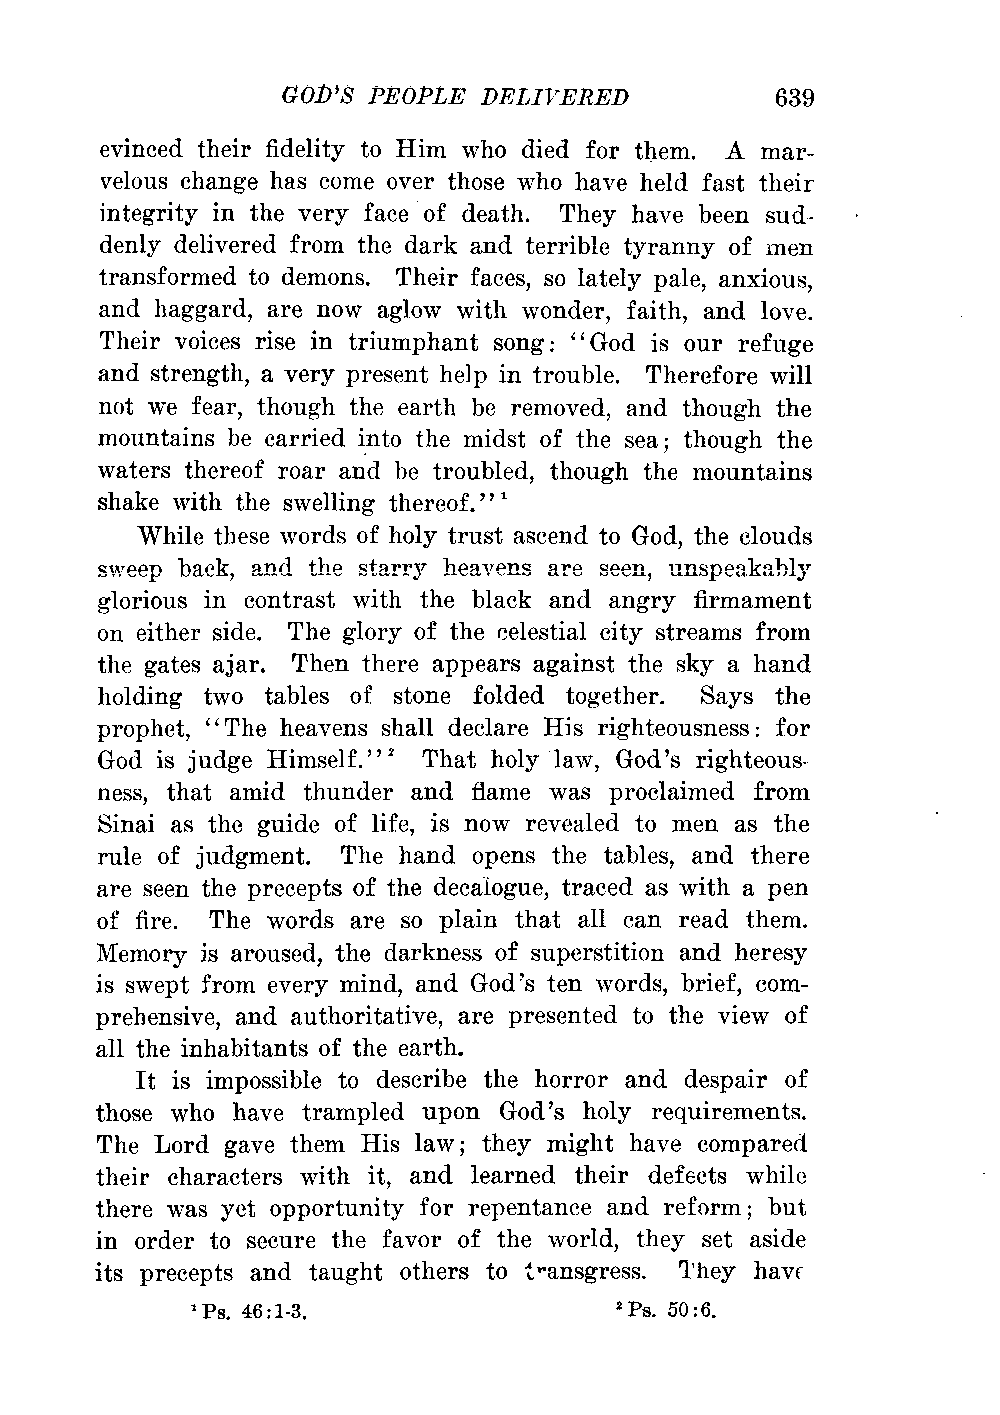 GOD'S PEOPLE DELIVERED 639
evinced their fidelity to Him who died for them. A mar-
velous change has come over those who have held fast their
integrity in the very face of death. They have been sud-
denly delivered from the dark and terrible tyranny of men
transformed to demons. Their faces, so lately pale, anxious,
and haggard, are now aglow with wonder, faith, and love.
Their voices rise in triumphant song: "God is our refuge
and strength, a very present help in trouble. Therefore will
not we fear, though the earth be removed, and though the
mountains be carried into the midst of the sea; though the
waters thereof roar and be troubled, though the mountains
shake with the swelling thereof." ¹
While these words of holy trust ascend to God, the clouds
sweep back, and the starry heavens are seen, unspeakably
glorious in contrast with the black and angry firmament
on either side. The glory of the celestial city streams from
the gates ajar. Then there appears against the sky a hand
holding two tables of stone folded together. Says the
prophet, "The heavens shall declare His righteousness: for
God is judge Himself." ² That holy law, God's righteous-
ness, that amid thunder and flame was proclaimed from
Sinai as the guide of life, is now revealed to men as the
rule of judgment. The hand opens the tables, and there
are seen the precepts of the decalogue, traced as with a pen
of fire. The words are so plain that all can read them.
Memory is aroused, the darkness of superstition and heresy
is swept from every mind, and God's ten words, brief, com-
prehensive, and authoritative, are presented to the view of
all the inhabitants of the earth.
It is impossible to describe the horror and despair of
those who have trampled upon God's holy requirements.
The Lord gave them His law; they might have compared
their characters with it, and learned their defects while
there was yet opportunity for repentance and reform; but
in order to secure the favor of the world, they set aside
its precepts and taught others to transgress. They have
¹ Ps. 46:1-3. ² Ps. 50:6.